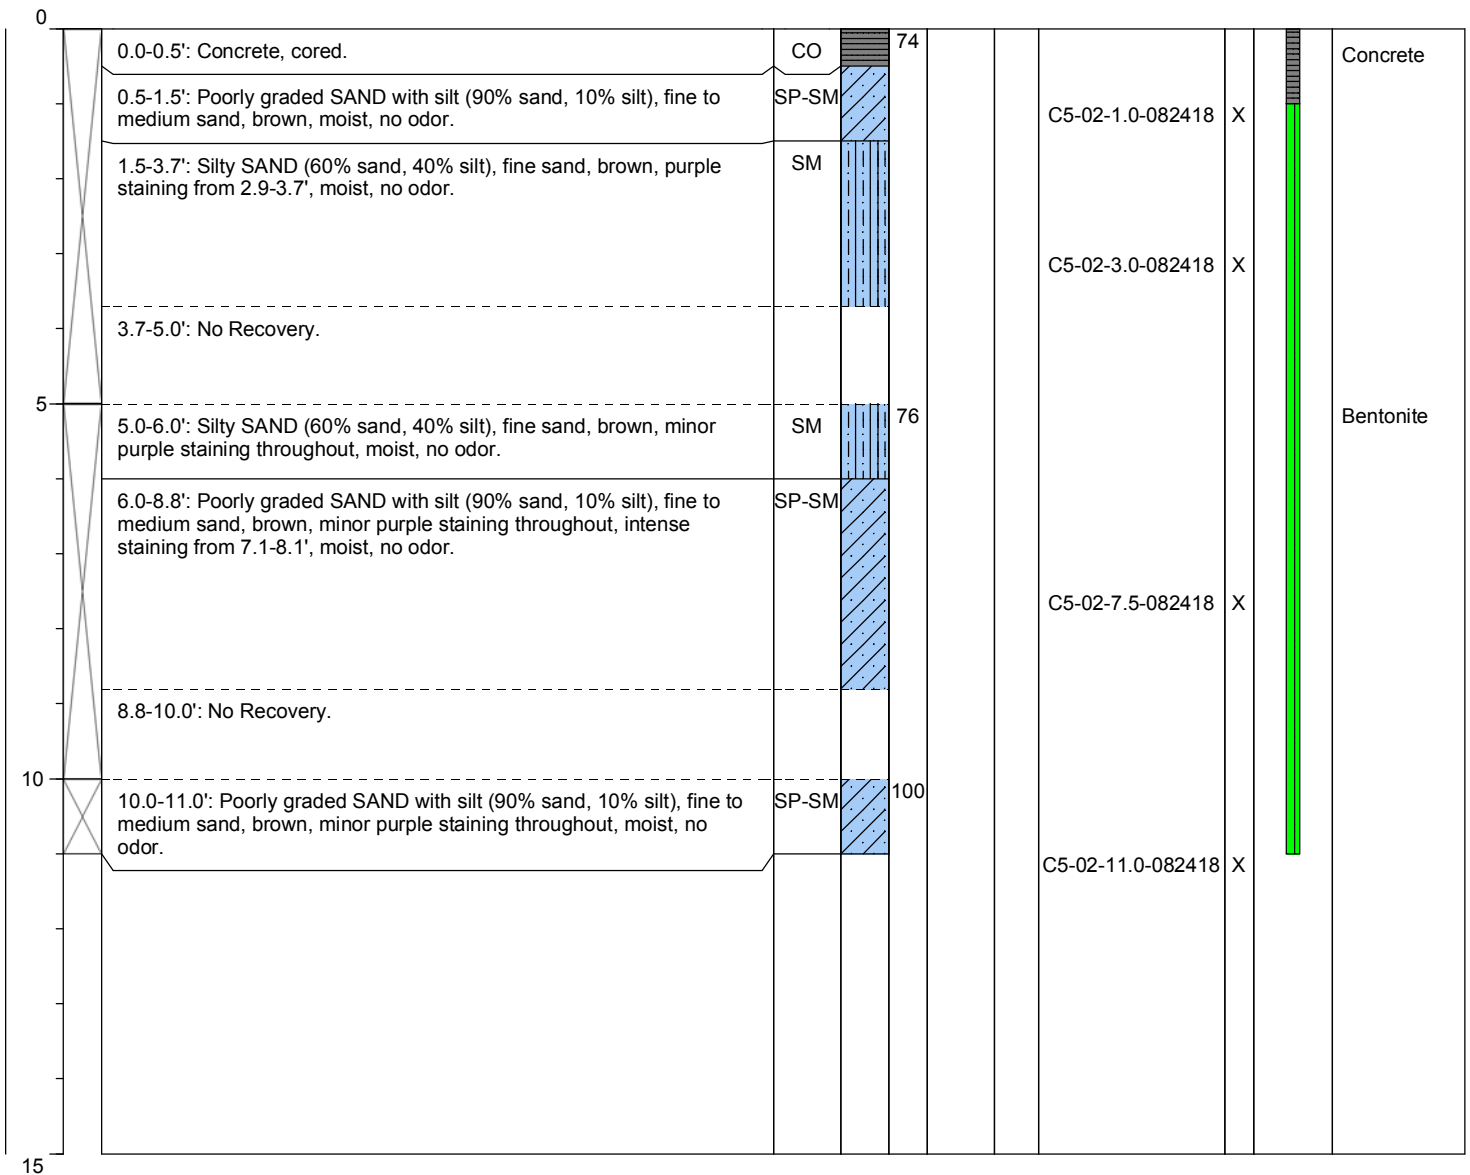 0
0.0-0.5': Concrete, cored.
CO
74
Concrete
0.5-1.5': Poorly graded SAND with silt (90% sand, 10% silt), fine to
medium sand, brown, moist, no odor.
SP-SM
C5-02-1.0-082418
X
1.5-3.7': Silty SAND (60% sand, 40% silt), fine sand, brown, purple
staining from 2.9-3.7', moist, no odor.
SM
C5-02-3.0-082418
X
3.7-5.0': No Recovery.
5
5.0-6.0': Silty SAND (60% sand, 40% silt), fine sand, brown, minor
purple staining throughout, moist, no odor.
SM
76
Bentonite
6.0-8.8': Poorly graded SAND with silt (90% sand, 10% silt), fine to
medium sand, brown, minor purple staining throughout, intense
staining from 7.1-8.1', moist, no odor.
SP-SM
C5-02-7.5-082418
X
8.8-10.0': No Recovery.
10
10.0-11.0': Poorly graded SAND with silt (90% sand, 10% silt), fine to
medium sand, brown, minor purple staining throughout, moist, no
odor.
SP-SM
100
C5-02-11.0-082418
X
15